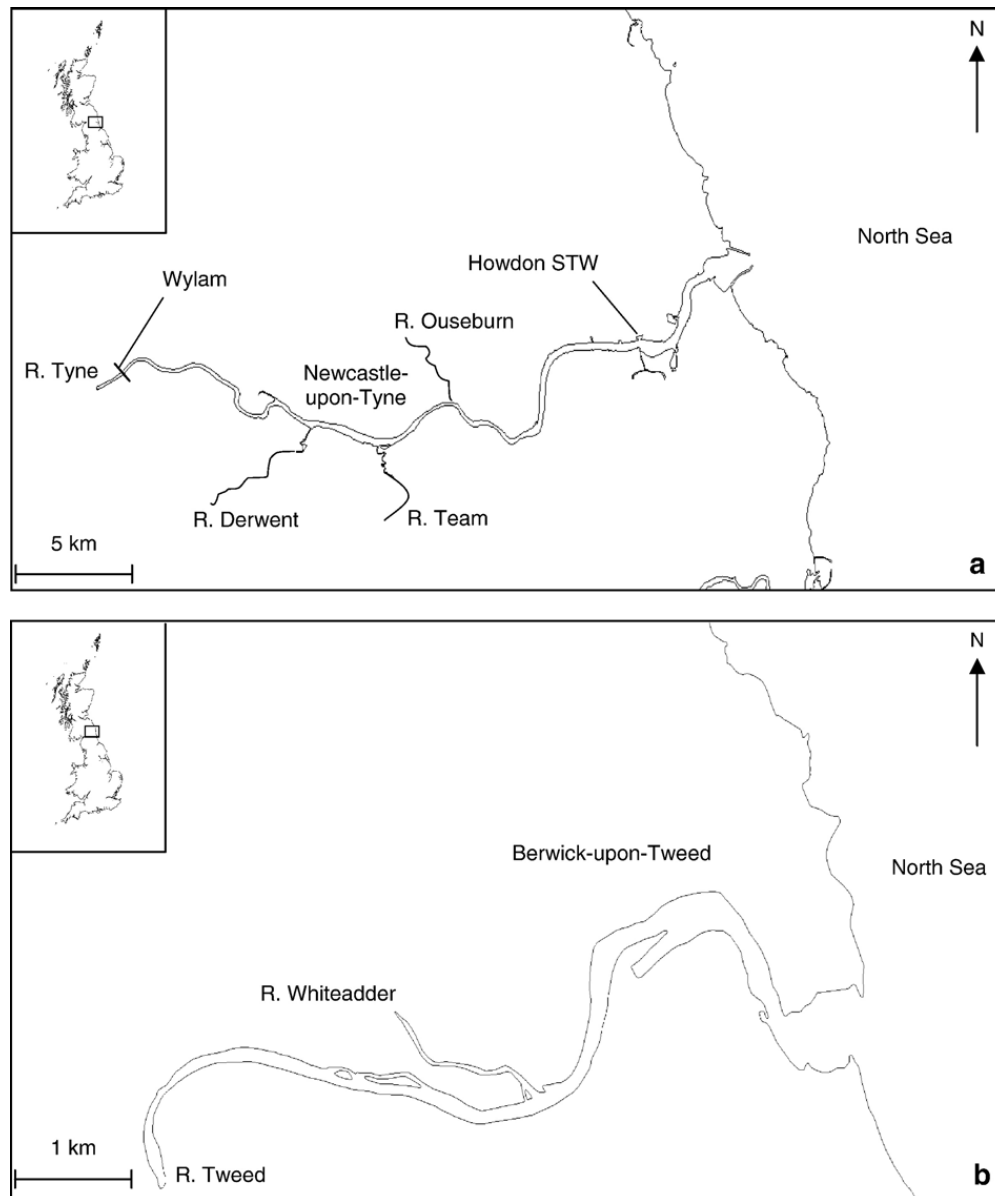 N
North Sea
Howdon STW
Wylam
R. Ouseburn
R. Tyne
Newcastle-
upon-Tyne
R. Derwent
R. Team
5 km
a
N
Berwick-upon-Tweed
North Sea
R. Whiteadder
1 km
R. Tweed
b